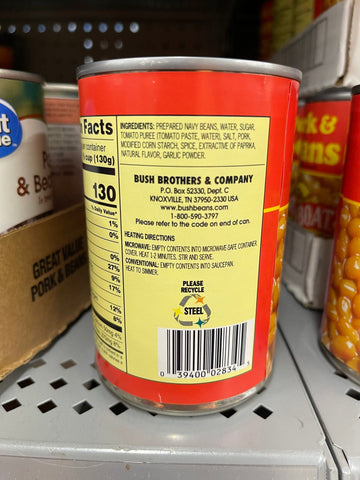 Facts
container
cup (130g)
130
% Daily Value*
1%
0%
0%
27%
9%
17%
12%
8%
INGREDIENTS: PREPARED NAVY BEANS, WATER, SUGAR,
TOMATO PUREE (TOMATO PASTE, WATER), SALT, PORK,
MODIFIED CORN STARCH, SPICE, EXTRACTIVE OF PAPRIKA,
NATURAL FLAVOR, GARLIC POWDER.
BUSH BROTHERS & COMPANY
P.O. Box 52330, Dept. C
KNOXVILLE, TN 37950-2330 USA
www.bushbeans.com
1-800-590-3797
Please refer to the code on end of can.
HEATING DIRECTIONS
MICROWAVE: EMPTY CONTENTS INTO MICROWAVE SAFE CONTAINER.
COVER, HEAT 1-2 MINUTES. STIR AND SERVE.
CONVENTIONAL: EMPTY CONTENTS INTO SAUCEPAN.
HEAT TO SIMMER.
PLEASE
RECYCLE
STEEL
0 39400 02834
& B
GREAT VALUE
PORK & BEANS
k &
ans